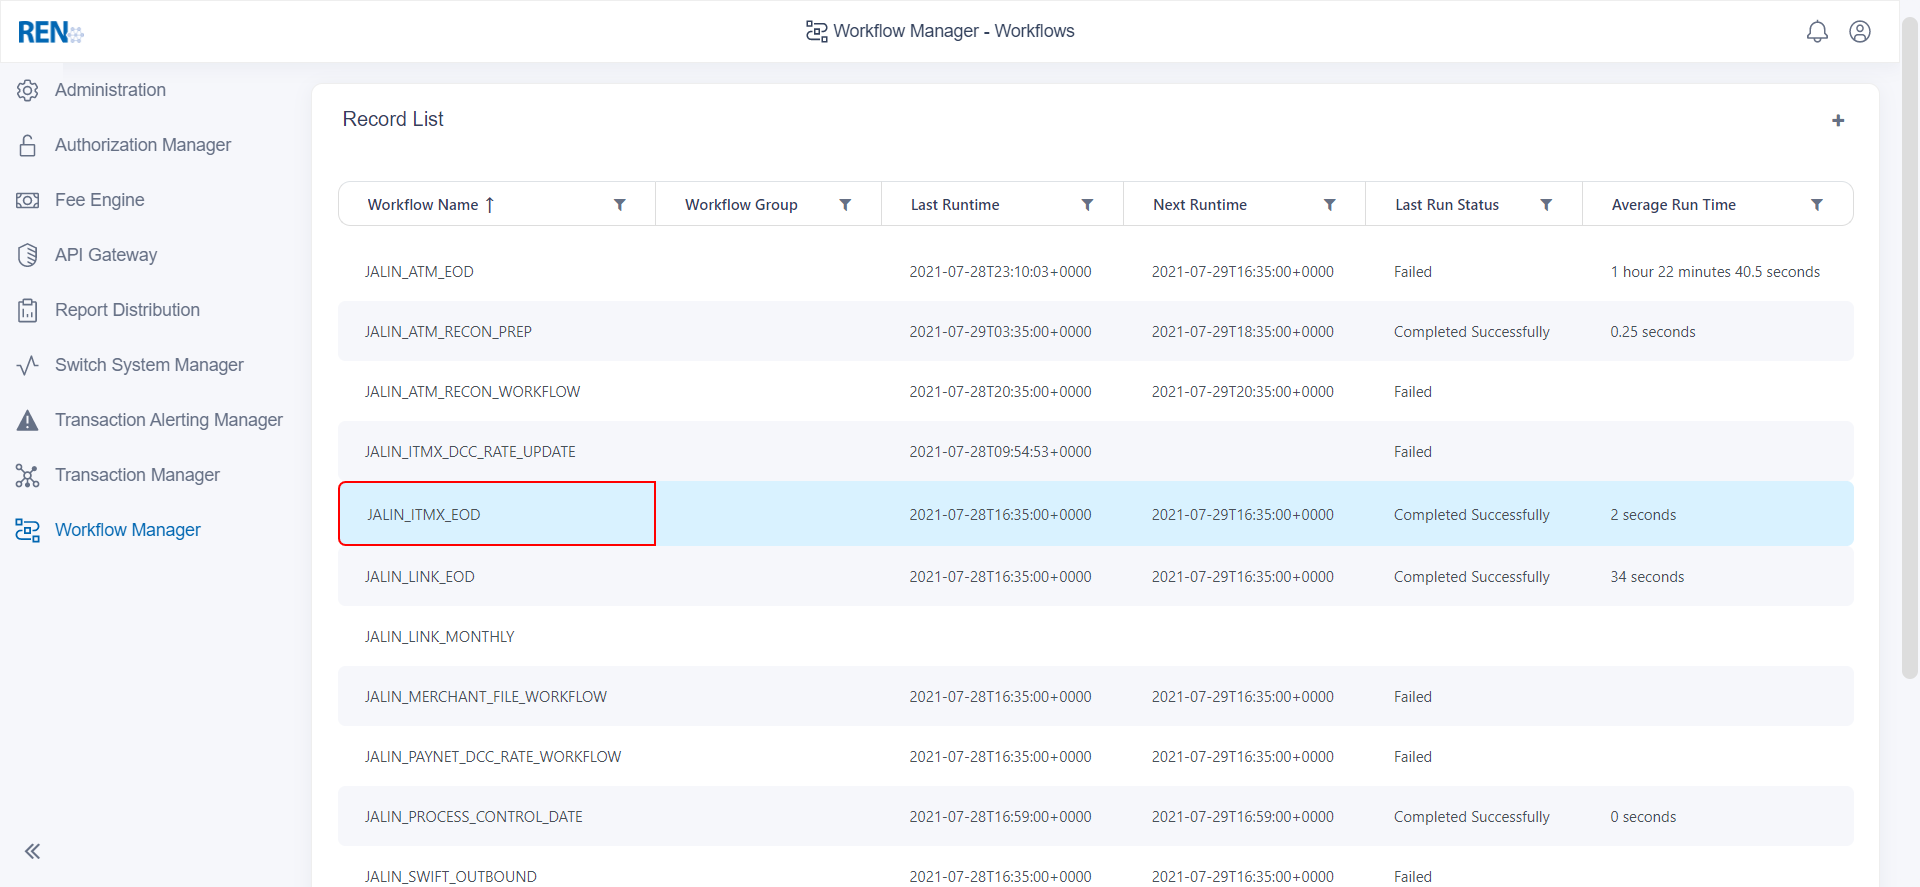 REN
Workflow Manager - Workflows
Administration
Authorization Manager
Fee Engine
API Gateway
Report Distribution
Switch System Manager
Transaction Alerting Manager
Transaction Manager
Workflow Manager
Record List
Workflow Name Workflow Group Last Runtime Next Runtime Last Run Status Average Run Time
JALIN_ATM_EOD 2021-07-28T23:10:03+0000 2021-07-29T16:35:00+0000 Failed 1 hour 22 minutes 40.5 seconds
JALIN_ATM_RECON_PREP 2021-07-29T03:35:00+0000 2021-07-29T18:35:00+0000 Completed Successfully 0.25 seconds
JALIN_ATM_RECON_WORKFLOW 2021-07-28T20:35:00+0000 2021-07-29T20:35:00+0000 Failed
JALIN_ITMX_DCC_RATE_UPDATE 2021-07-28T09:54:53+0000 Failed
JALIN_ITMX_EOD 2021-07-28T16:35:00+0000 2021-07-29T16:35:00+0000 Completed Successfully 2 seconds
JALIN_LINK_EOD 2021-07-28T16:35:00+0000 2021-07-29T16:35:00+0000 Completed Successfully 34 seconds
JALIN_LINK_MONTHLY
JALIN_MERCHANT_FILE_WORKFLOW 2021-07-28T16:35:00+0000 2021-07-29T16:35:00+0000 Failed
JALIN_PAYNET_DCC_RATE_WORKFLOW 2021-07-28T16:35:00+0000 2021-07-29T16:35:00+0000 Failed
JALIN_PROCESS_CONTROL_DATE 2021-07-28T16:59:00+0000 2021-07-29T16:59:00+0000 Completed Successfully 0 seconds
JALIN_SWIFT_OUTBOUND 2021-07-28T16:35:00+0000 2021-07-29T16:35:00+0000 Failed